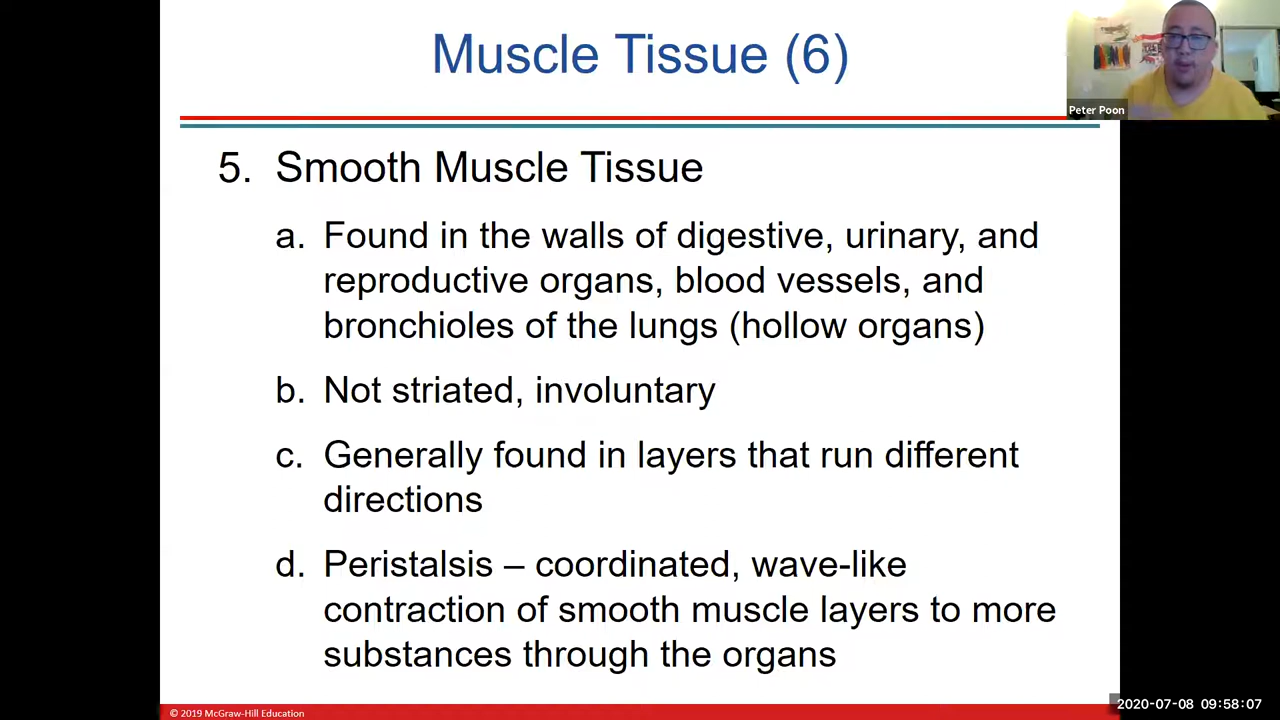 Muscle Tissue (6)
Peter Poon
5. Smooth Muscle Tissue
a. Found in the walls of digestive, urinary, and
reproductive organs, blood vessels, and
bronchioles of the lungs (hollow organs)
b. Not striated, involuntary
c. Generally found in layers that run different
directions
d. Peristalsis – coordinated, wave-like
contraction of smooth muscle layers to more
substances through the organs
© 2019 McGraw-Hill Education
2020-07-08 09:58:07